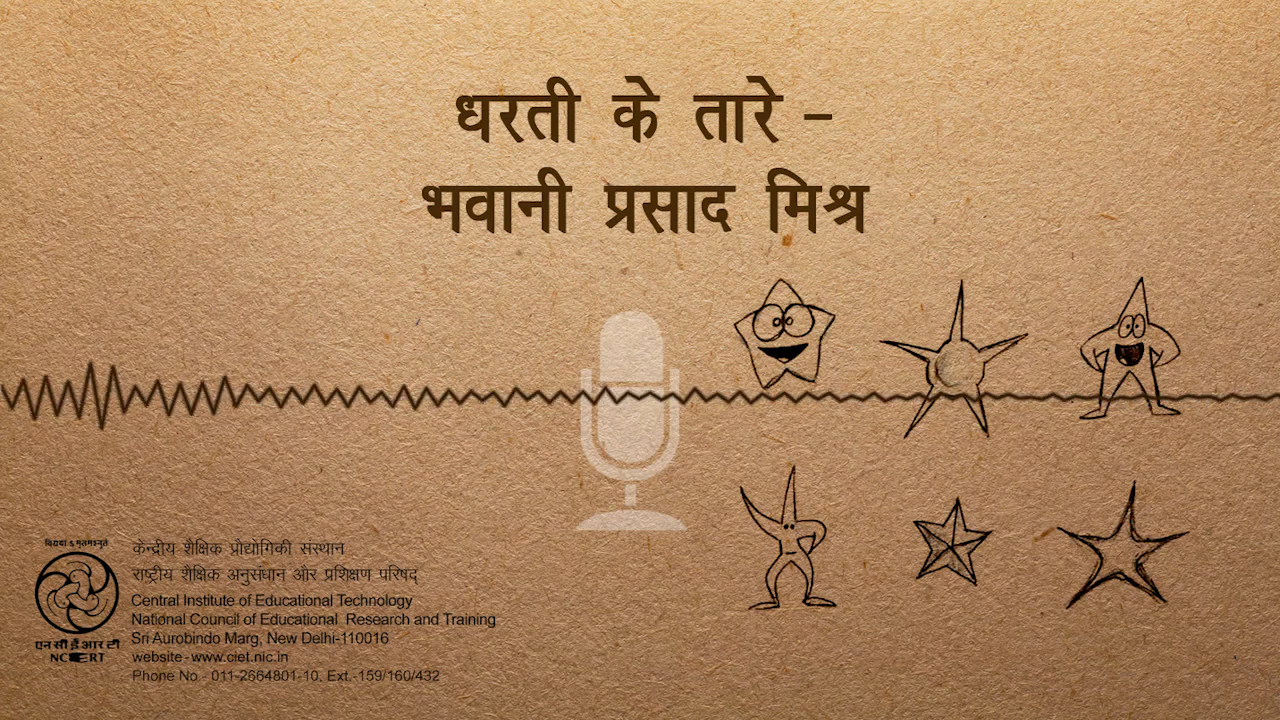 धरती के तारे –
भवानी प्रसाद मिश्र
विद्यया ऽ मृतमश्नुते
एन सी ई आर टी
NCERT
केन्द्रीय शैक्षिक प्रौद्योगिकी संस्थान
राष्ट्रीय शैक्षिक अनुसंधान और प्रशिक्षण परिषद्
Central Institute of Educational Technology
National Council of Educational Research and Training
Sri Aurobindo Marg, New Delhi-110016
website - www.ciet.nic.in
Phone No.- 011-2664801-10, Ext.-159/160/432